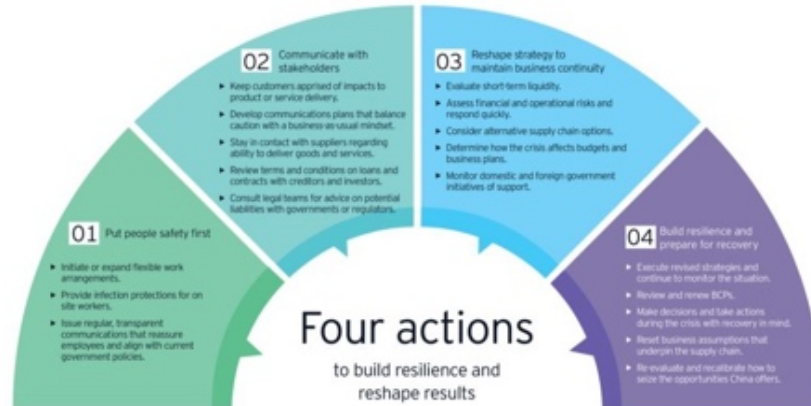 01 Put people safety first
► Initiate or expand flexible work
arrangements.
► Provide infection protections for on
site workers.
► Issue regular, transparent
communications that reassure
employees and align with current
government policies.
02 Communicate with
stakeholders
► Keep customers apprised of impacts to
product or service delivery.
► Develop communications plans that balance
caution with a business-as-usual mindset.
► Stay in contact with suppliers regarding
ability to deliver goods and services.
► Review terms and conditions on loans and
contracts with creditors and investors.
► Consult legal teams for advice on potential
liabilities with governments or regulators.
03 Reshape strategy to
maintain business continuity
► Evaluate short-term liquidity.
► Assess financial and operational risks and
respond quickly.
► Consider alternative supply chain options.
► Determine how the crisis affects budgets and
business plans.
► Monitor domestic and foreign government
initiatives of support.
04 Build resilience and
prepare for recovery
► Execute revised strategies and
continue to monitor the situation.
► Review and renew BCPs.
► Make decisions and take actions
during the crisis with recovery in mind.
► Reset business assumptions that
underpin the supply chain.
► Re-evaluate and recalibrate how to
seize the opportunities China offers.
Four actions
to build resilience and
reshape results